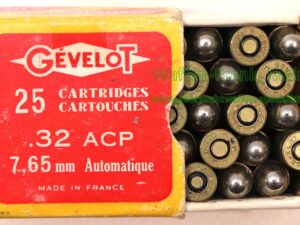 GÉVELOT
25 CARTRIDGES
CARTOUCHES
.32 ACP
7,65 mm Automatique
MADE IN FRANCE